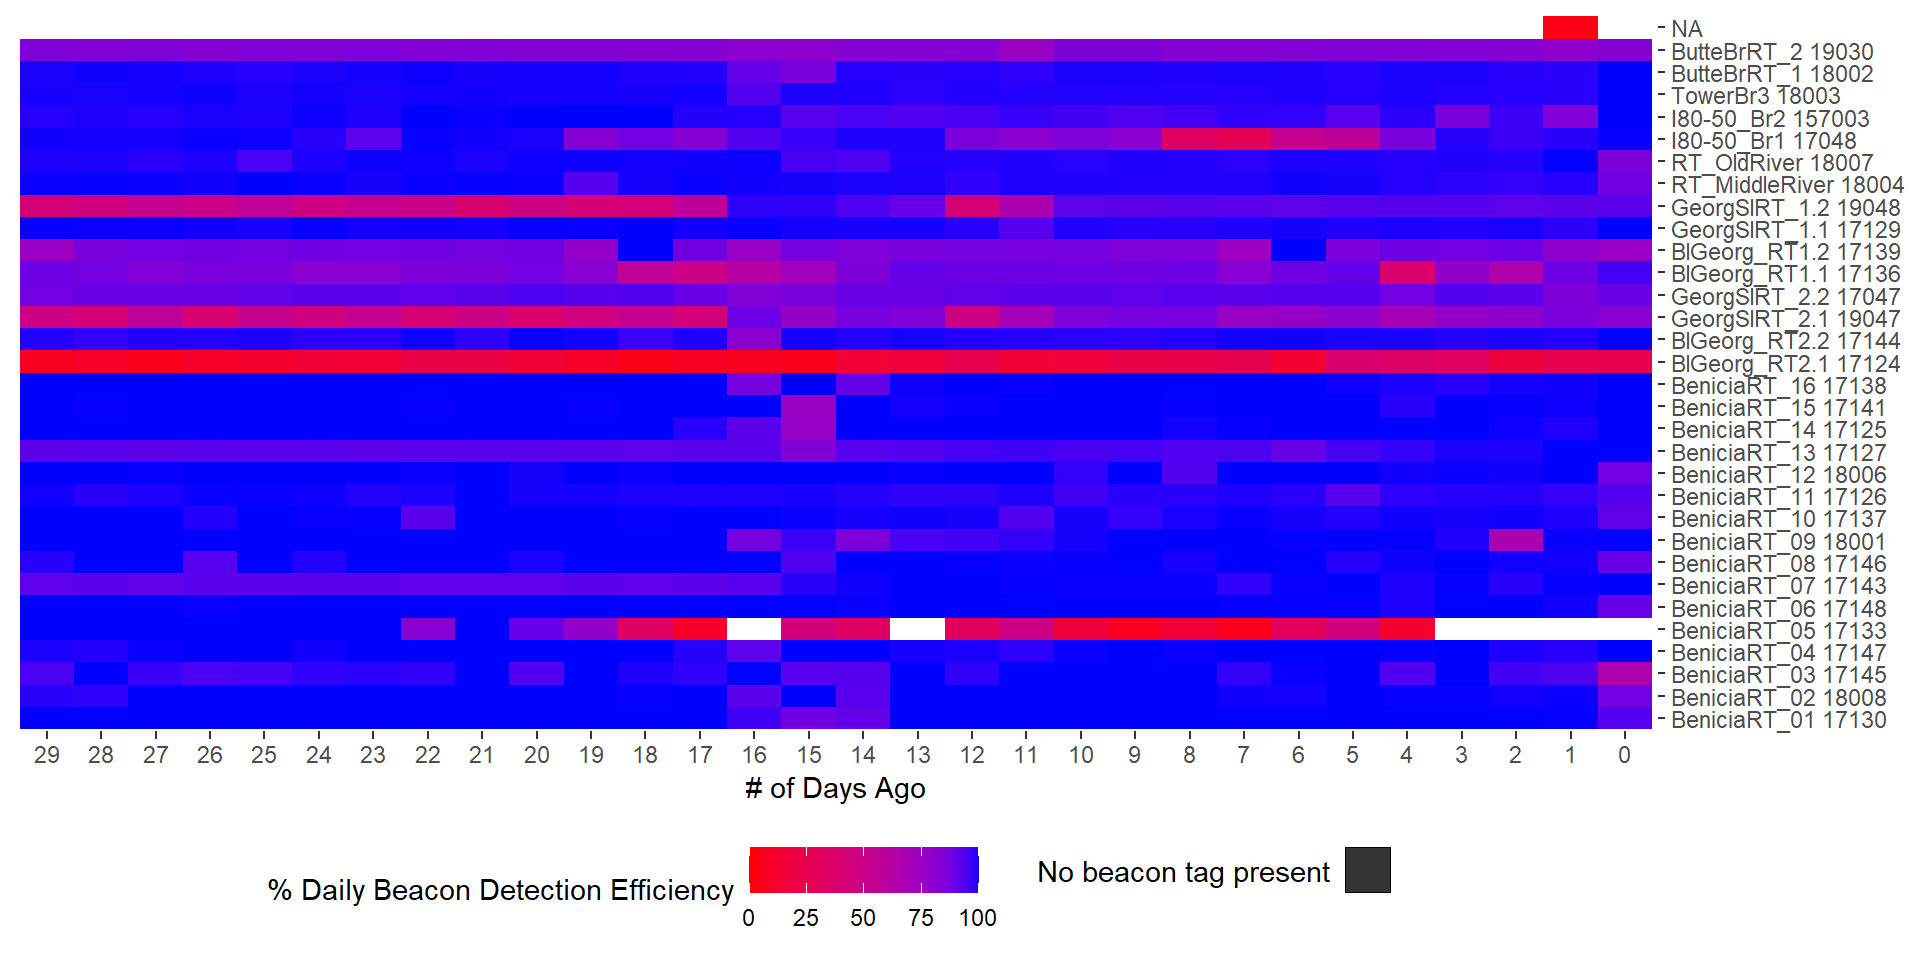 NA
ButteBrRT_2 19030
ButteBrRT_1 18002
TowerBr3 18003
I80-50_Br2 157003
I80-50_Br1 17048
RT_OldRiver 18007
RT_MiddleRiver 18004
GeorgSlRT_1.2 19048
GeorgSlRT_1.1 17129
BlGeorg_RT1.2 17139
BlGeorg_RT1.1 17136
GeorgSlRT_2.2 17047
GeorgSlRT_2.1 19047
BlGeorg_RT2.2 17144
BlGeorg_RT2.1 17124
BeniciaRT_16 17138
BeniciaRT_15 17141
BeniciaRT_14 17125
BeniciaRT_13 17127
BeniciaRT_12 18006
BeniciaRT_11 17126
BeniciaRT_10 17137
BeniciaRT_09 18001
BeniciaRT_08 17146
BeniciaRT_07 17143
BeniciaRT_06 17148
BeniciaRT_05 17133
BeniciaRT_04 17147
BeniciaRT_03 17145
BeniciaRT_02 18008
BeniciaRT_01 17130
29 28 27 26 25 24 23 22 21 20 19 18 17 16 15 14 13 12 11 10 9 8 7 6 5 4 3 2 1 0
# of Days Ago
% Daily Beacon Detection Efficiency
0 25 50 75 100
No beacon tag present